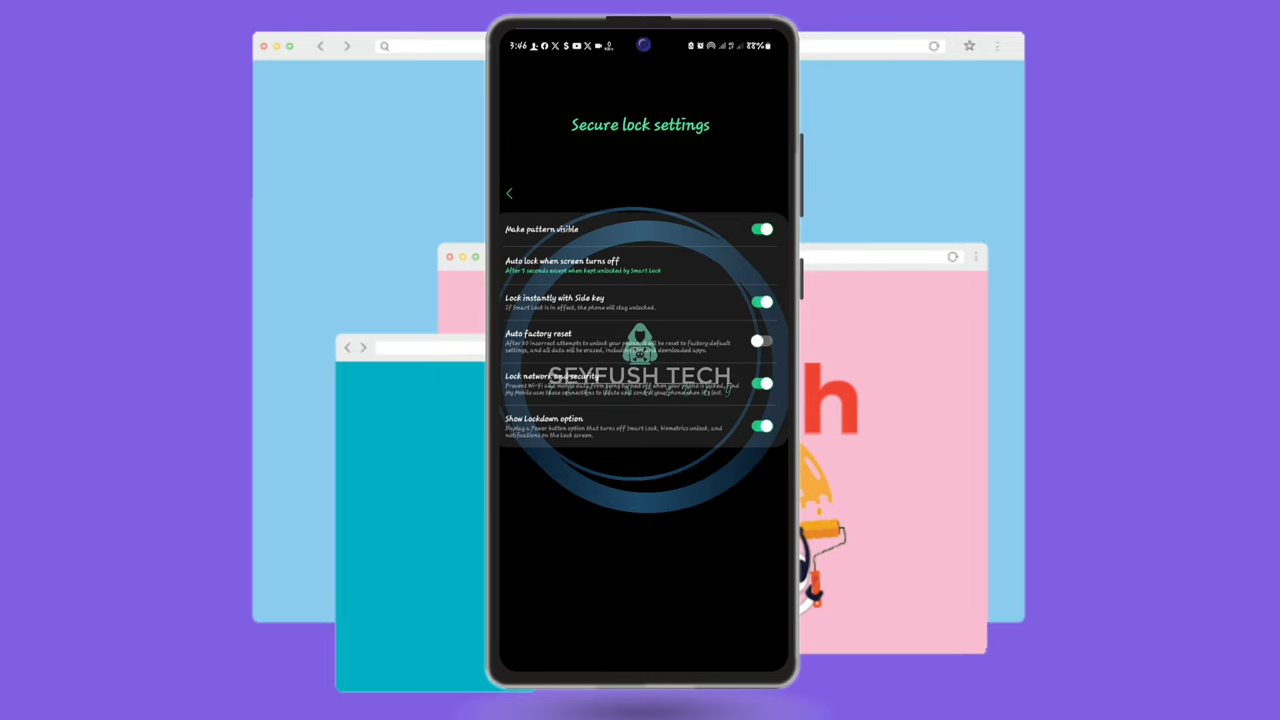 3:46
88%
Secure lock settings
Make pattern visible
Auto lock when screen turns off
After 5 seconds except when kept unlocked by Smart Lock
Lock instantly with Side key
If Smart Lock is in effect, the phone will stay unlocked.
Auto factory reset
After 20 incorrect attempts to unlock your phone, it will be reset to factory default
settings, and all data will be erased, including files and downloaded apps.
SEYFUSH TECH
Lock network and security
Prevent Wi-Fi and mobile data from being turned off when your phone is locked. Find
My Mobile uses these connections to update and control your phone when it's lost.
Show Lockdown option
Display a Power button option that turns off Smart Lock, biometrics unlock, and
notifications on the Lock screen.
h